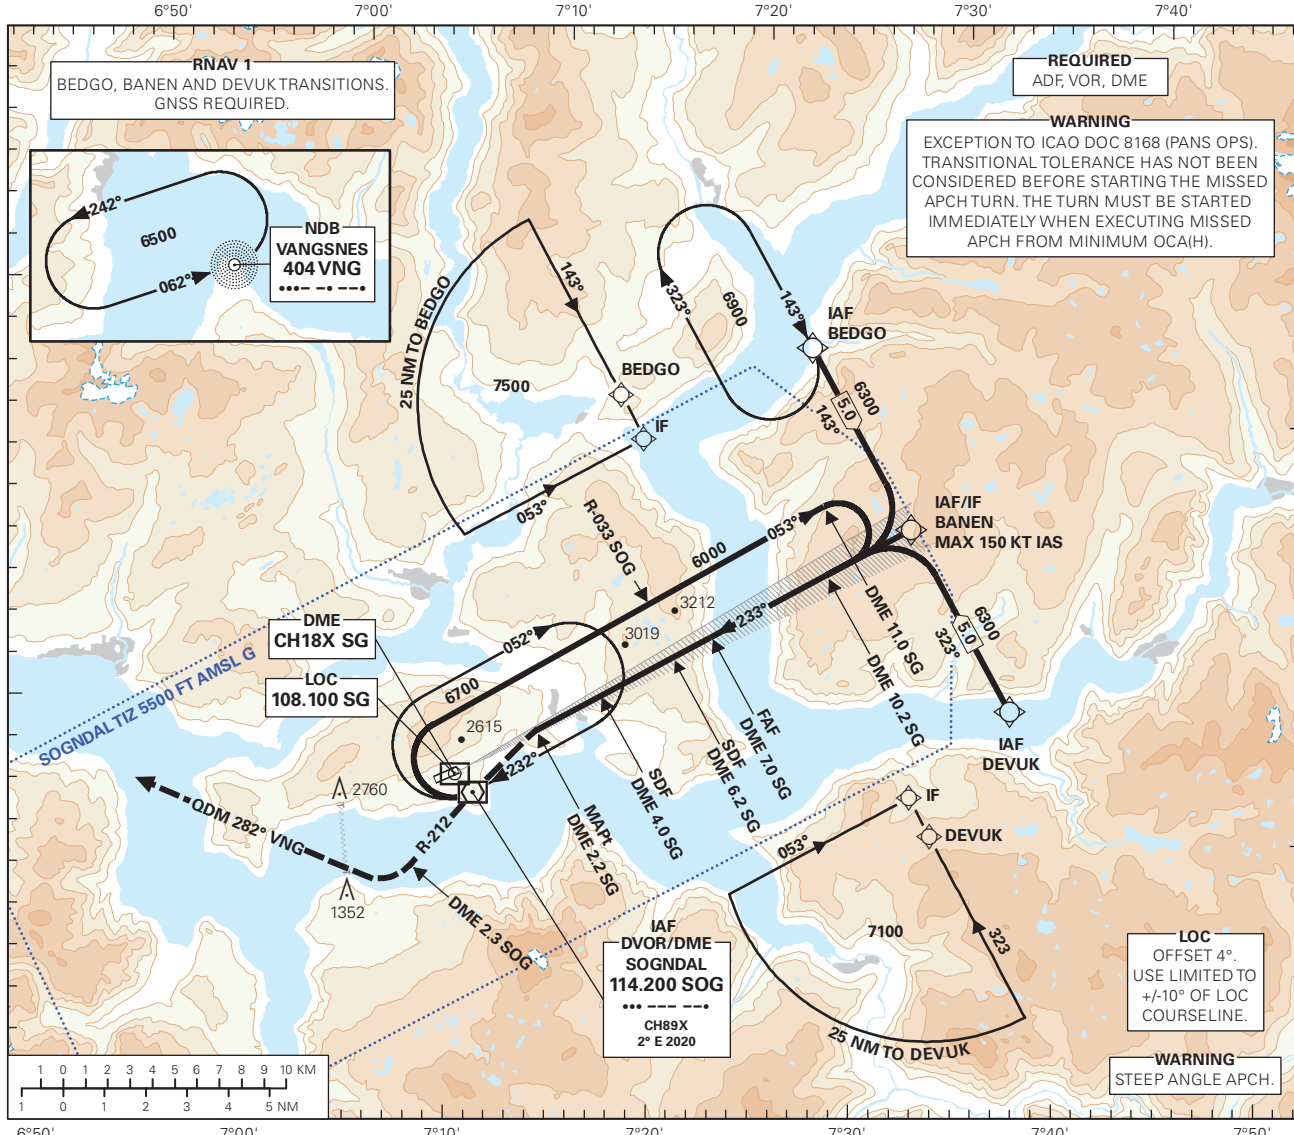 6°50' 7°00' 7°10' 7°20' 7°30' 7°40'
RNAV 1
BEDGO, BANEN AND DEVUK TRANSITIONS.
GNSS REQUIRED.
REQUIRED
ADF, VOR, DME
WARNING
EXCEPTION TO ICAO DOC 8168 (PANS OPS).
TRANSITIONAL TOLERANCE HAS NOT BEEN
CONSIDERED BEFORE STARTING THE MISSED
APCH TURN. THE TURN MUST BE STARTED
IMMEDIATELY WHEN EXECUTING MISSED
APCH FROM MINIMUM OCA(H).
242°
6500
062°
NDB
VANGSNES
404 VNG
25 NM TO BEDGO
143°
7500
BEDGO
IF
053°
323°
6900
143°
IAF
BEDGO
6300
5.0
143°
IAF/IF
BANEN
MAX 150 KT IAS
R-033 SOG
6000
053°
3212
3019
233°
DME 11.0 SG
DME 10.2 SG
6300
5.0
323°
IAF
DEVUK
DME
CH18X SG
LOC
108.100 SG
SOGNDAL TIZ 5500 FT AMSL G
052°
6700
2615
232°
FAF
DME 7.0 SG
SDF
DME 6.2 SG
SDF
DME 4.0 SG
MAPt
DME 2.2 SG
2760
QDM 282° VNG
R-212
1352
DME 2.3 SOG
IF
DEVUK
053°
7100
323
25 NM TO DEVUK
IAF
DVOR/DME
SOGNDAL
114.200 SOG
CH89X
2° E 2020
LOC
OFFSET 4°.
USE LIMITED TO
+/-10° OF LOC
COURSELINE.
WARNING
STEEP ANGLE APCH.
1 0 1 2 3 4 5 6 7 8 9 10 KM
1 0 1 2 3 4 5 NM
6°50' 7°00' 7°10' 7°20' 7°30' 7°40' 7°50'